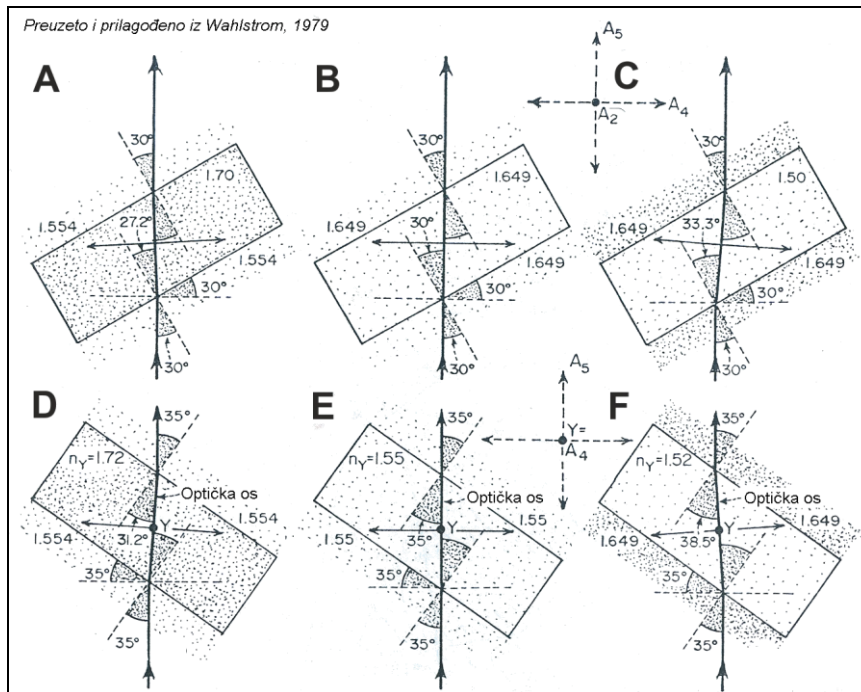 Preuzeto i prilagođeno iz Wahlstrom, 1979
A
30°
1.70
1.554
27.2°
1.554
30°
30°
B
30°
1.649
1.649
30°
1.649
30°
30°
A5
A2
A4
C
30°
1.50
1.649
33.3°
1.649
30°
30°
D
35°
nY=1.72
Optička os
1.554
Y
31.2°
1.554
35°
35°
E
35°
nY=1.55
Optička os
1.55
Y
35°
1.55
35°
35°
A5
Y=
A4
F
35°
nY=1.52
Optička os
1.649
Y
38.5°
1.649
35°
35°